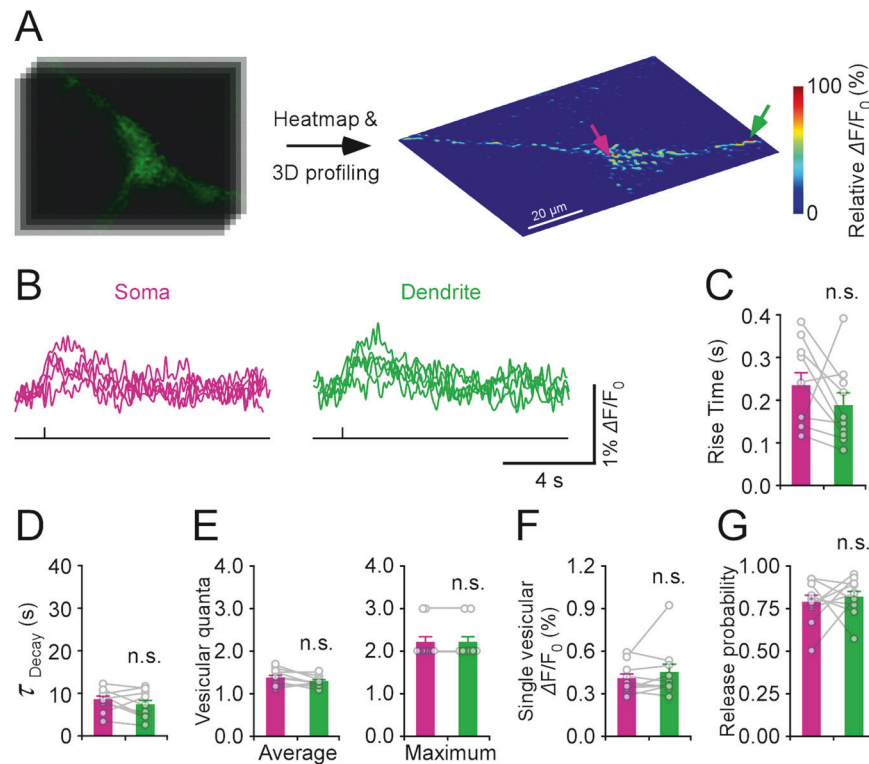 A
Heatmap &
3D profiling
20 µm
100
0
Relative ΔF/F0 (%)
B
Soma
Dendrite
1% ΔF/F0
4 s
C
n.s.
Rise Time (s)
0.4
0.3
0.2
0.1
0.0
D
τDecay (s)
40
30
20
10
0
n.s.
E
Vesicular quanta
4.0
3.0
2.0
1.0
0.0
n.s.
Average
4.0
3.0
2.0
1.0
0.0
n.s.
Maximum
F
Single vesicular
ΔF/F0 (%)
1.2
0.9
0.6
0.3
0.0
n.s.
G
Release probability
1.00
0.75
0.50
0.25
0.00
n.s.